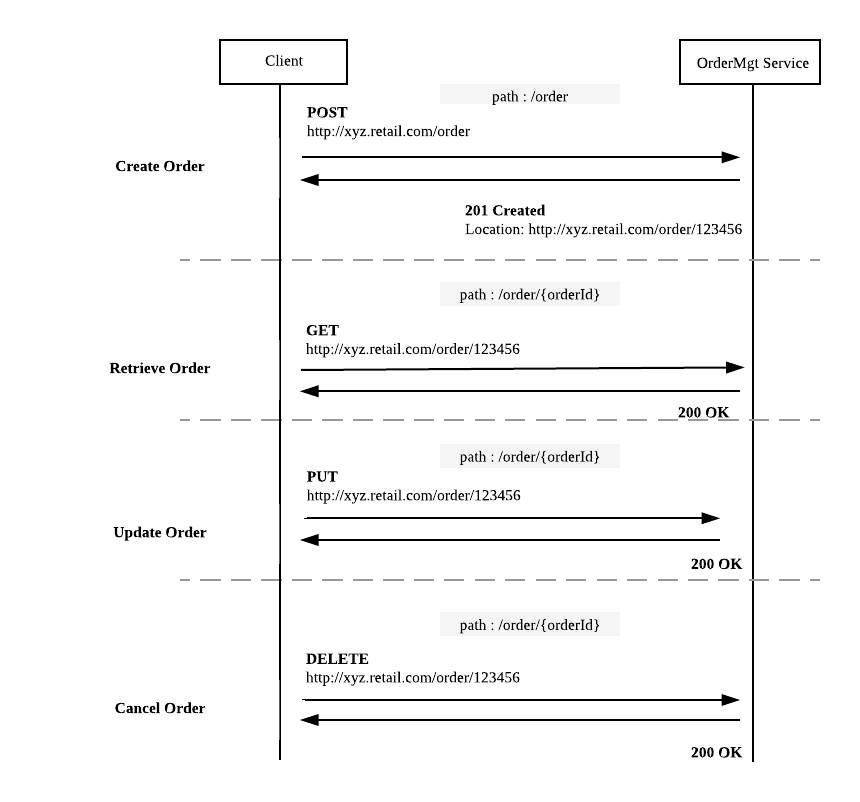 Client
OrderMgt Service
path : /order
POST
http://xyz.retail.com/order
Create Order
201 Created
Location: http://xyz.retail.com/order/123456
path : /order/{orderId}
GET
http://xyz.retail.com/order/123456
Retrieve Order
200 OK
path : /order/{orderId}
PUT
http://xyz.retail.com/order/123456
Update Order
200 OK
path : /order/{orderId}
DELETE
http://xyz.retail.com/order/123456
Cancel Order
200 OK